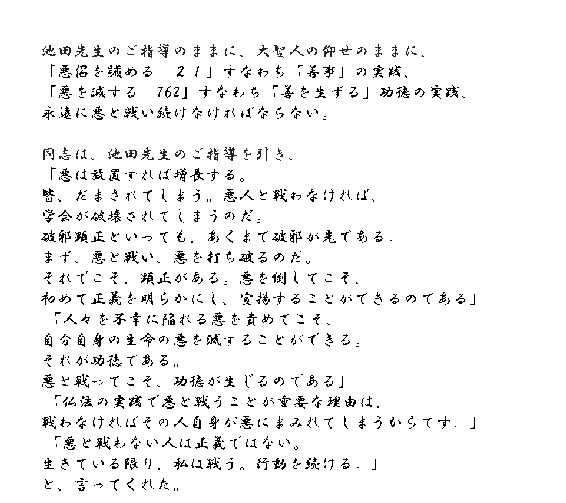 池田先生のご指導のままに、大聖人の仰せのままに、
「悪侶を誡める　２１」すなわち「善事」の実践、
「悪を滅する　762」すなわち「善を生ずる」功徳の実践、
永遠に悪と戦い続けなければならない。
同志は、池田先生のご指導を引き、
「悪は放置すれば増長する。
皆、だまされてしまう。悪人と戦わなければ、
学会が破壊されてしまうのだ。
破邪顕正といっても、あくまで破邪が先である。
まず、悪と戦い、悪を打ち破るのだ。
それでこそ、顕正がある。悪を倒してこそ、
初めて正義を明らかにし、宣揚することができるのである」
「人々を不幸に陥れる悪を責めてこそ、
自分自身の生命の悪を滅することができる。
それが功徳である。
悪と戦ってこそ、功徳が生じるのである」
「仏法の実践で悪と戦うことが重要な理由は、
戦わなければその人自身が悪にまみれてしまうからです。」
「悪と戦わない人は正義ではない。
生きている限り、私は戦う。行動を続ける。」
と、言ってくれた。